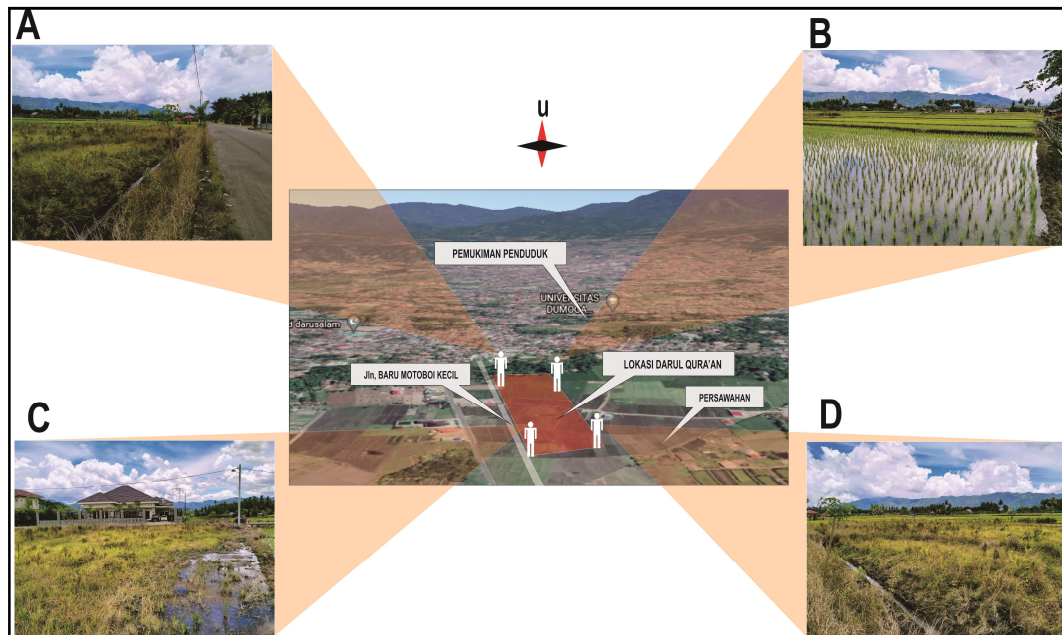 A
B
u
PEMUKIMAN PENDUDUK
UNIVERSITAS
DUMOGA
d darusalam
Jln, BARU MOTOBOI KECIL
LOKASI DARUL QURA'AN
PERSAWAHAN
C
D